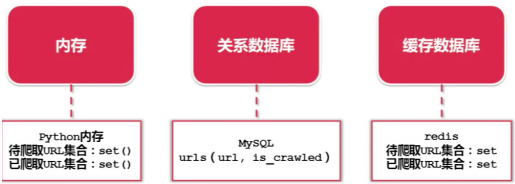 内存
关系数据库
缓存数据库
Python内存
待爬取URL集合：set()
已爬取URL集合：set()
MySQL
urls(url, is_crawled)
redis
待爬取URL集合：set
已爬取URL集合：set